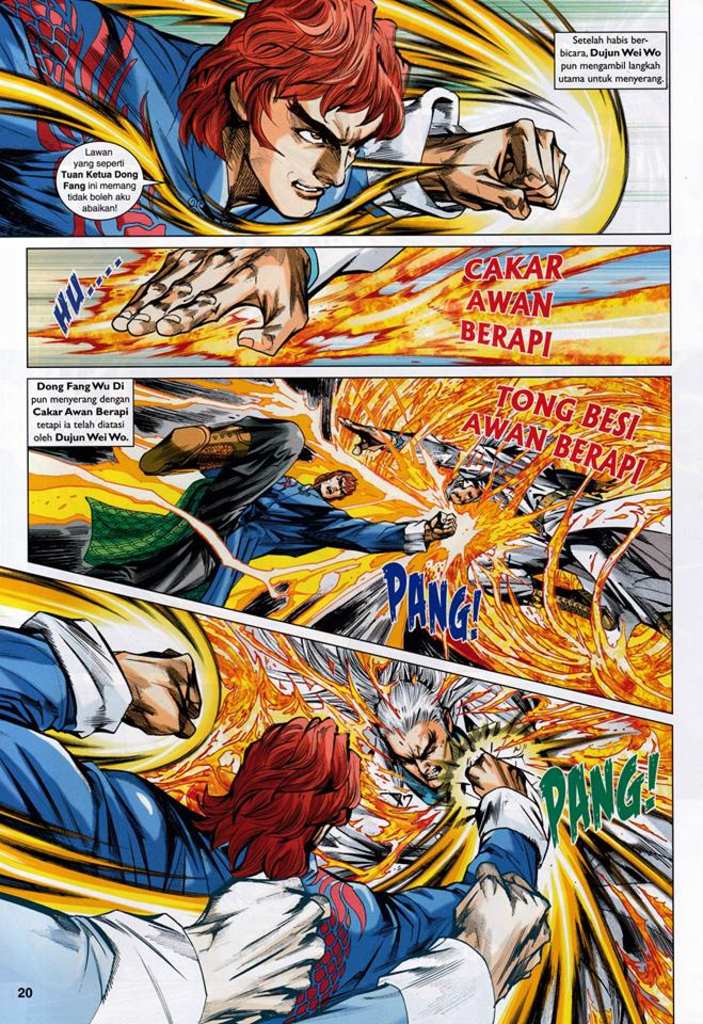 Setelah habis ber-
bicara, Dujun Wei Wo
pun mengambil langkah
utama untuk menyerang.
Lawan
yang seperti
Tuan Ketua Dong
Fang ini memang
tidak boleh aku
abaikan!
HU....
CAKAR
AWAN
BERAPI
Dong Fang Wu Di
pun menyerang dengan
Cakar Awan Berapi
tetapi ia diatasi
oleh Dujun Wei Wo.
TONG BESI
AWAN BERAPI
PANG!
PANG!
20